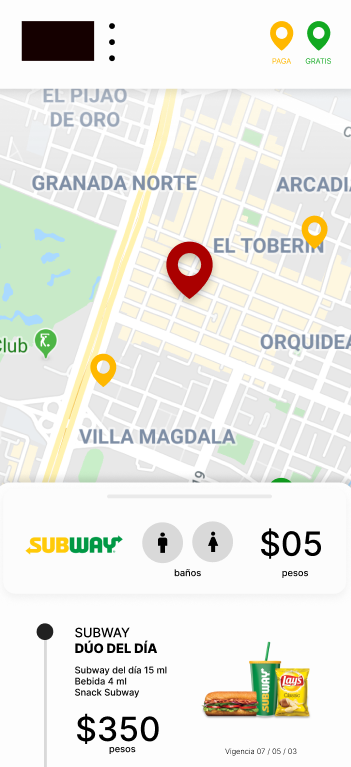 PAGA
GRATIS
EL PIJAO
DE ORO
GRANADA NORTE
ARCADIA
EL TOBERIN
Club
ORQUIDEA
VILLA MAGDALA
9
SUBWAY
$05
baños
pesos
SUBWAY
DÚO DEL DÍA
Subway del día 15 ml
Bebida 4 ml
Snack Subway
SUBWAY
Lay's
Classic
$350
pesos
Vigencia 07 / 05 / 03